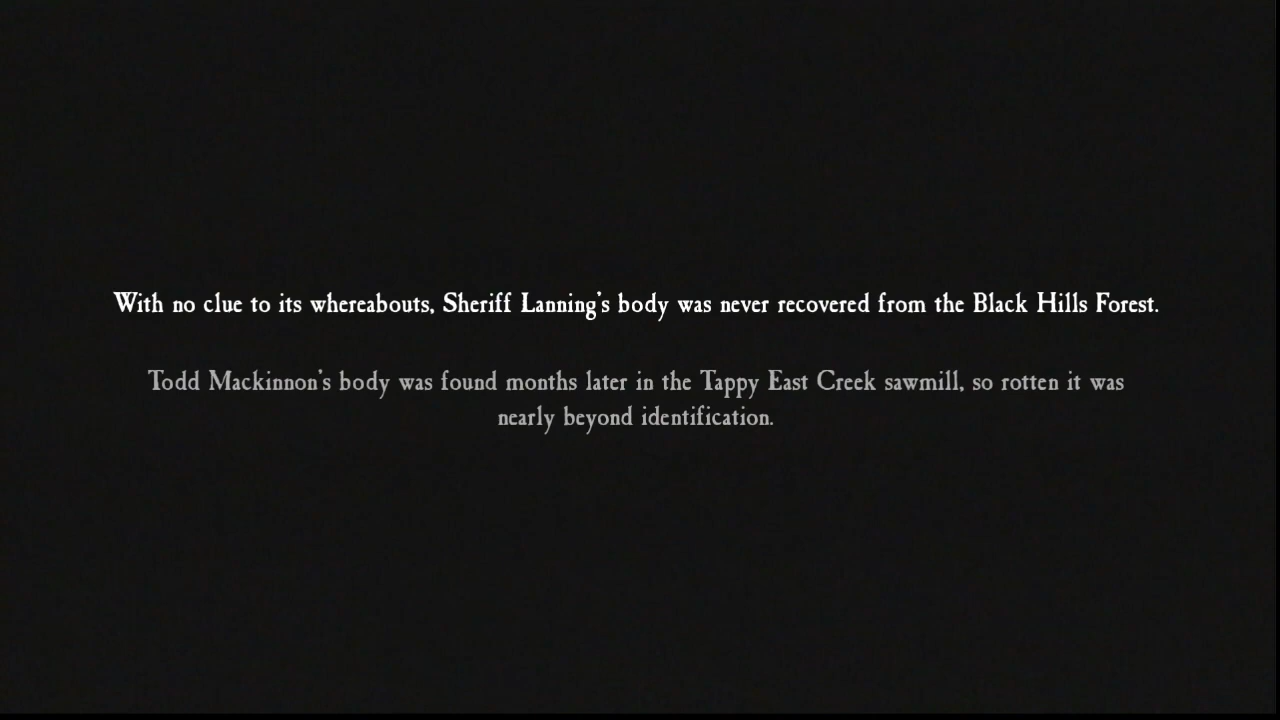 With no clue to its whereabouts, Sheriff Lanning's body was never recovered from the Black Hills Forest.
Todd Mackinnon's body was found months later in the Tappy East Creek sawmill, so rotten it was
nearly beyond identification.